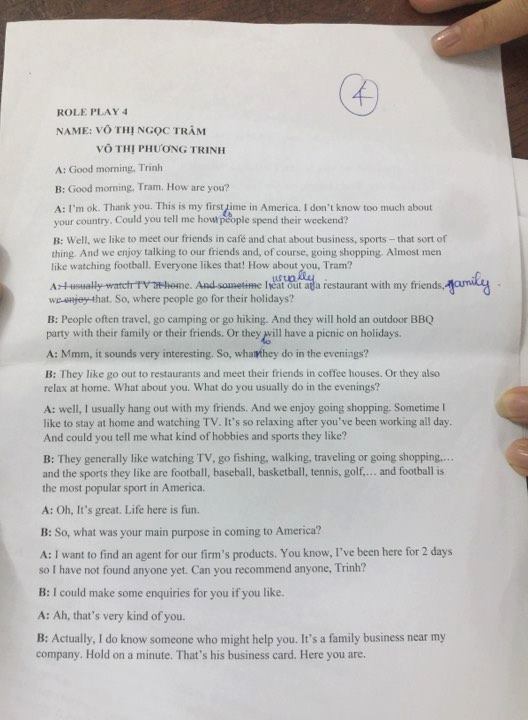 4
ROLE PLAY 4
NAME: VÕ THỊ NGỌC TRÂM
VÕ THỊ PHƯƠNG TRINH
A: Good morning, Trinh
B: Good morning, Tram. How are you?
A: I'm ok. Thank you. This is my first time in America. I don't know too much about
your country. Could you tell me how do people spend their weekend?
B: Well, we like to meet our friends in café and chat about business, sports – that sort of
thing. And we enjoy talking to our friends and, of course, going shopping. Almost men
like watching football. Everyone likes that! How about you, Tram?
A: I usually watch TV at home. And sometime I usually eat out at a restaurant with my friends, family.
we enjoy that. So, where people go for their holidays?
B: People often travel, go camping or go hiking. And they will hold an outdoor BBQ
party with their family or their friends. Or they will have a picnic on holidays.
A: Mmm, it sounds very interesting. So, what do they do in the evenings?
B: They like go out to restaurants and meet their friends in coffee houses. Or they also
relax at home. What about you. What do you usually do in the evenings?
A: well, I usually hang out with my friends. And we enjoy going shopping. Sometime I
like to stay at home and watching TV. It's so relaxing after you've been working all day.
And could you tell me what kind of hobbies and sports they like?
B: They generally like watching TV, go fishing, walking, traveling or going shopping,…
and the sports they like are football, baseball, basketball, tennis, golf,… and football is
the most popular sport in America.
A: Oh, It's great. Life here is fun.
B: So, what was your main purpose in coming to America?
A: I want to find an agent for our firm's products. You know, I've been here for 2 days
so I have not found anyone yet. Can you recommend anyone, Trinh?
B: I could make some enquiries for you if you like.
A: Ah, that's very kind of you.
B: Actually, I do know someone who might help you. It's a family business near my
company. Hold on a minute. That's his business card. Here you are.